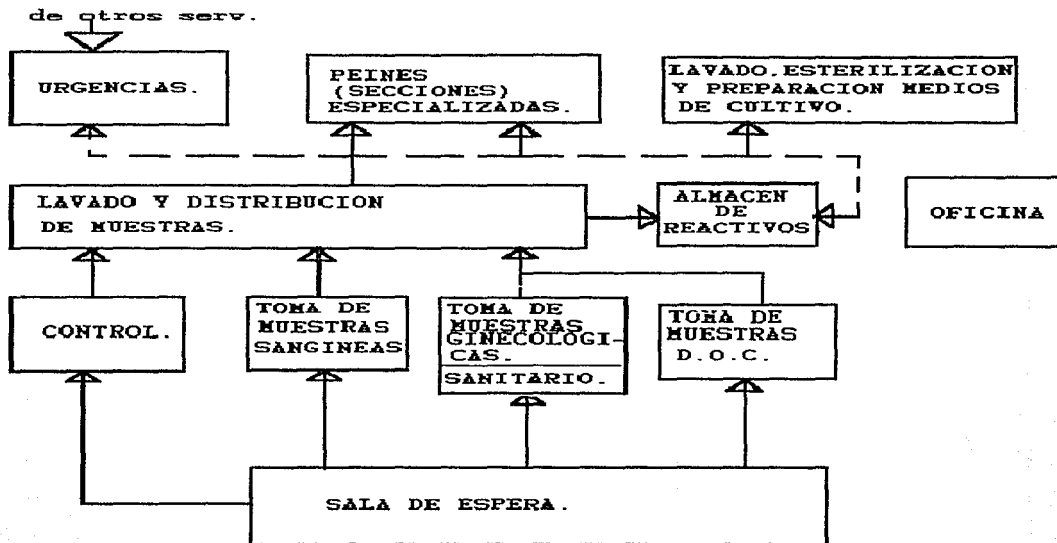 de otros serv.
URGENCIAS.
PEINES
(SECCIONES)
ESPECIALIZADAS.
LAVADO, ESTERILIZACION
Y PREPARACION MEDIOS
DE CULTIVO.
LAVADO Y DISTRIBUCION
DE MUESTRAS.
ALMACEN
DE
REACTIVOS
OFICINA
CONTROL.
TOMA DE
MUESTRAS
SANGINEAS
TOMA DE
MUESTRAS
GINECOLOGI-
CAS.
SANITARIO.
TOMA DE
MUESTRAS
D.O.C.
SALA DE ESPERA.